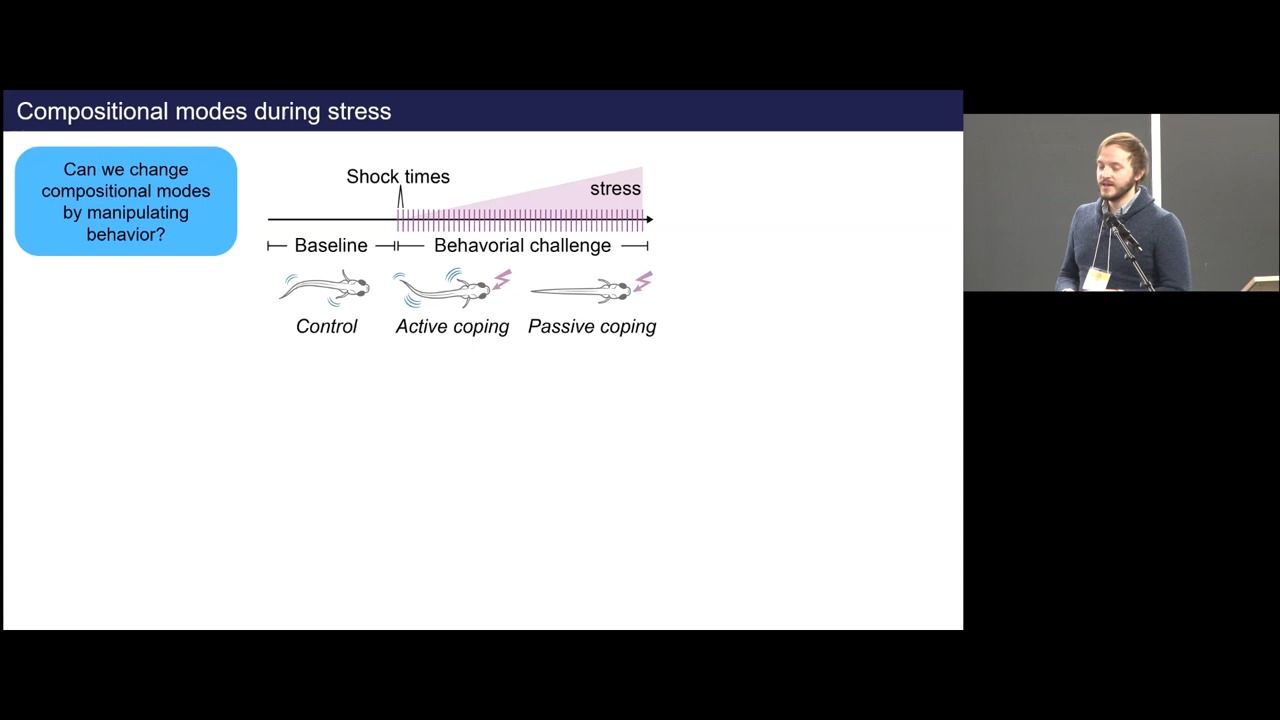 Compositional modes during stress
Can we change
compositional modes
by manipulating
behavior?
Shock times
stress
Baseline
Behavorial challenge
Control
Active coping
Passive coping